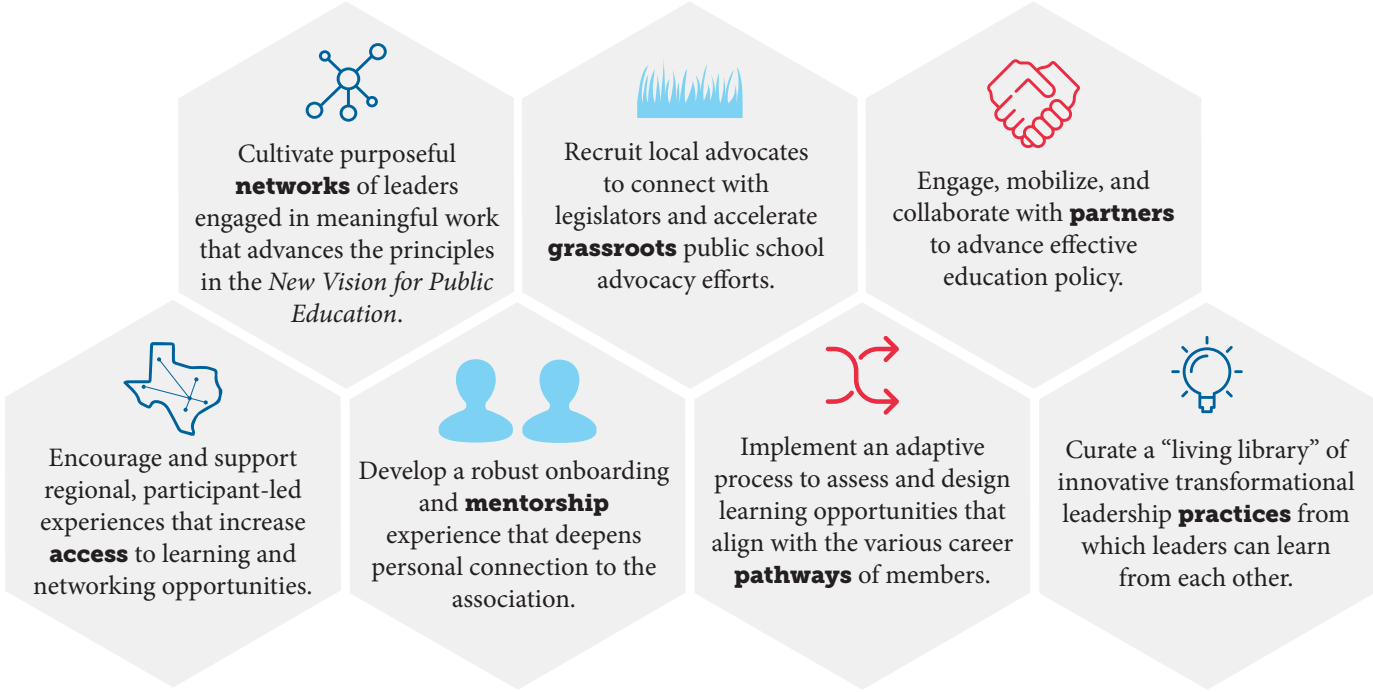 Cultivate purposeful
networks of leaders
engaged in meaningful work
that advances the principles
in the New Vision for Public
Education.
Recruit local advocates
to connect with
legislators and accelerate
grassroots public school
advocacy efforts.
Engage, mobilize, and
collaborate with partners
to advance effective
education policy.
Encourage and support
regional, participant-led
experiences that increase
access to learning and
networking opportunities.
Develop a robust onboarding
and mentorship
experience that deepens
personal connection to the
association.
Implement an adaptive
process to assess and design
learning opportunities that
align with the various career
pathways of members.
Curate a “living library” of
innovative transformational
leadership practices from
which leaders can learn
from each other.